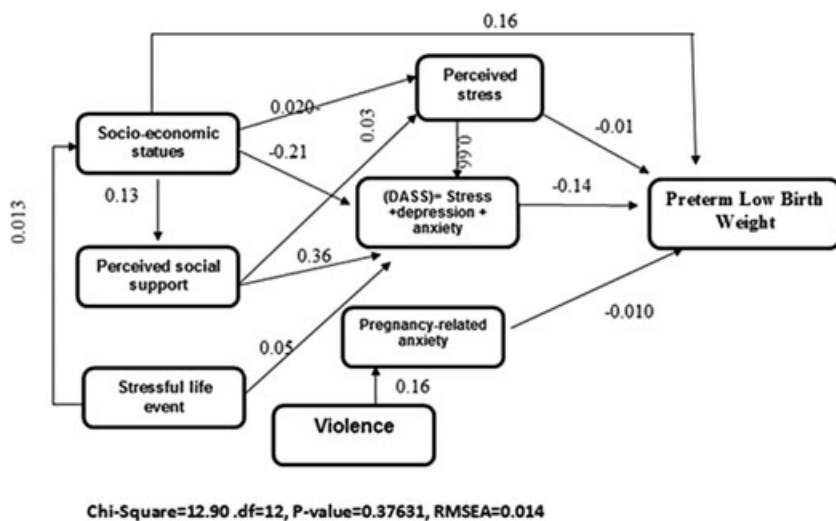 0.16
Perceived
stress
0.020-
0.03
-0.01
Socio-economic
statues
-0.21
0.66
0.13
(DASS)= Stress
+depression +
anxiety
-0.14
Preterm Low Birth
Weight
0.013
Perceived social
support
0.36
Pregnancy-related
anxiety
-0.010
0.05
Stressful life
event
0.16
Violence
Chi-Square=12.90 .df=12, P-value=0.37631, RMSEA=0.014